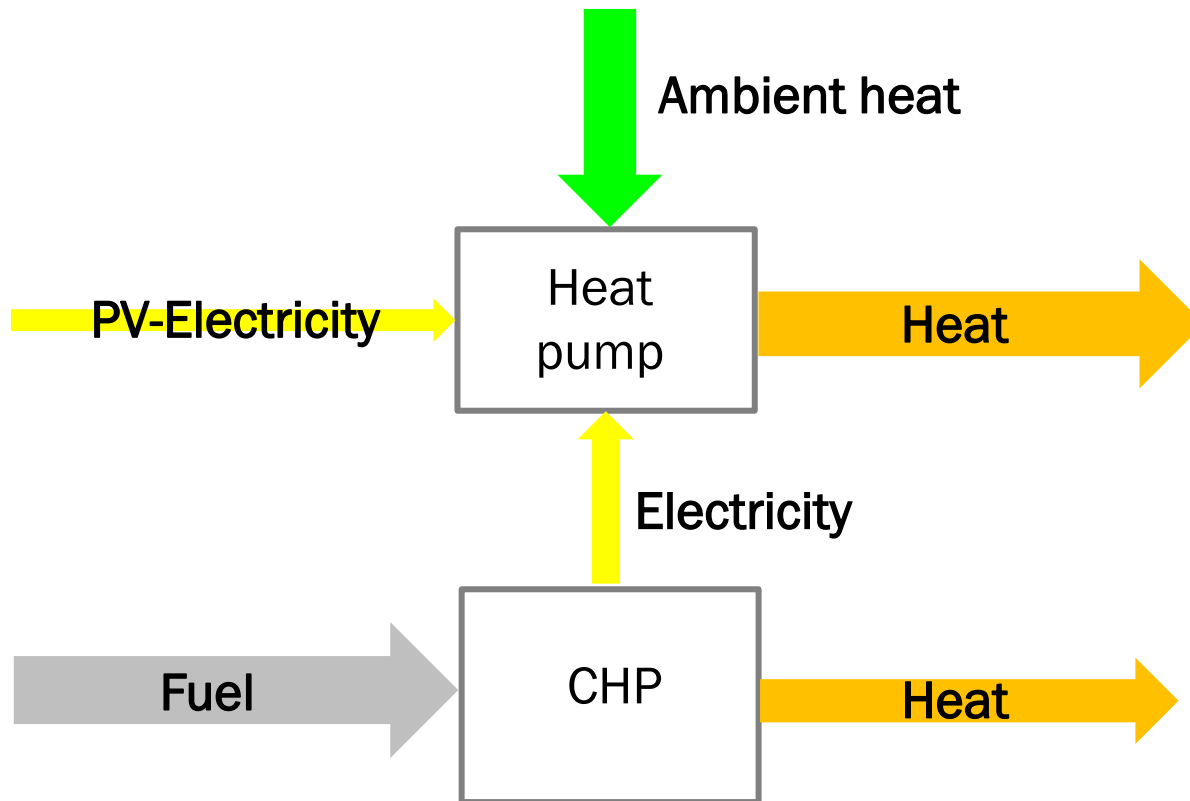 Ambient heat
PV-Electricity
Heat
pump
Heat
Electricity
Fuel
CHP
Heat